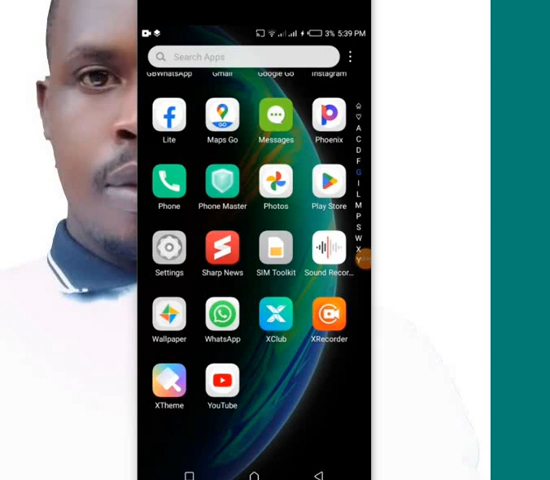 3% 5:39 PM
Search Apps
GBWhatsApp Gmail Google Go Instagram
Lite Maps Go Messages Phoenix
Phone Phone Master Photos Play Store
Settings Sharp News SIM Toolkit Sound Recor...
Wallpaper WhatsApp XClub XRecorder
XTheme YouTube
A
C
D
F
G
I
L
M
P
S
W
X
Y